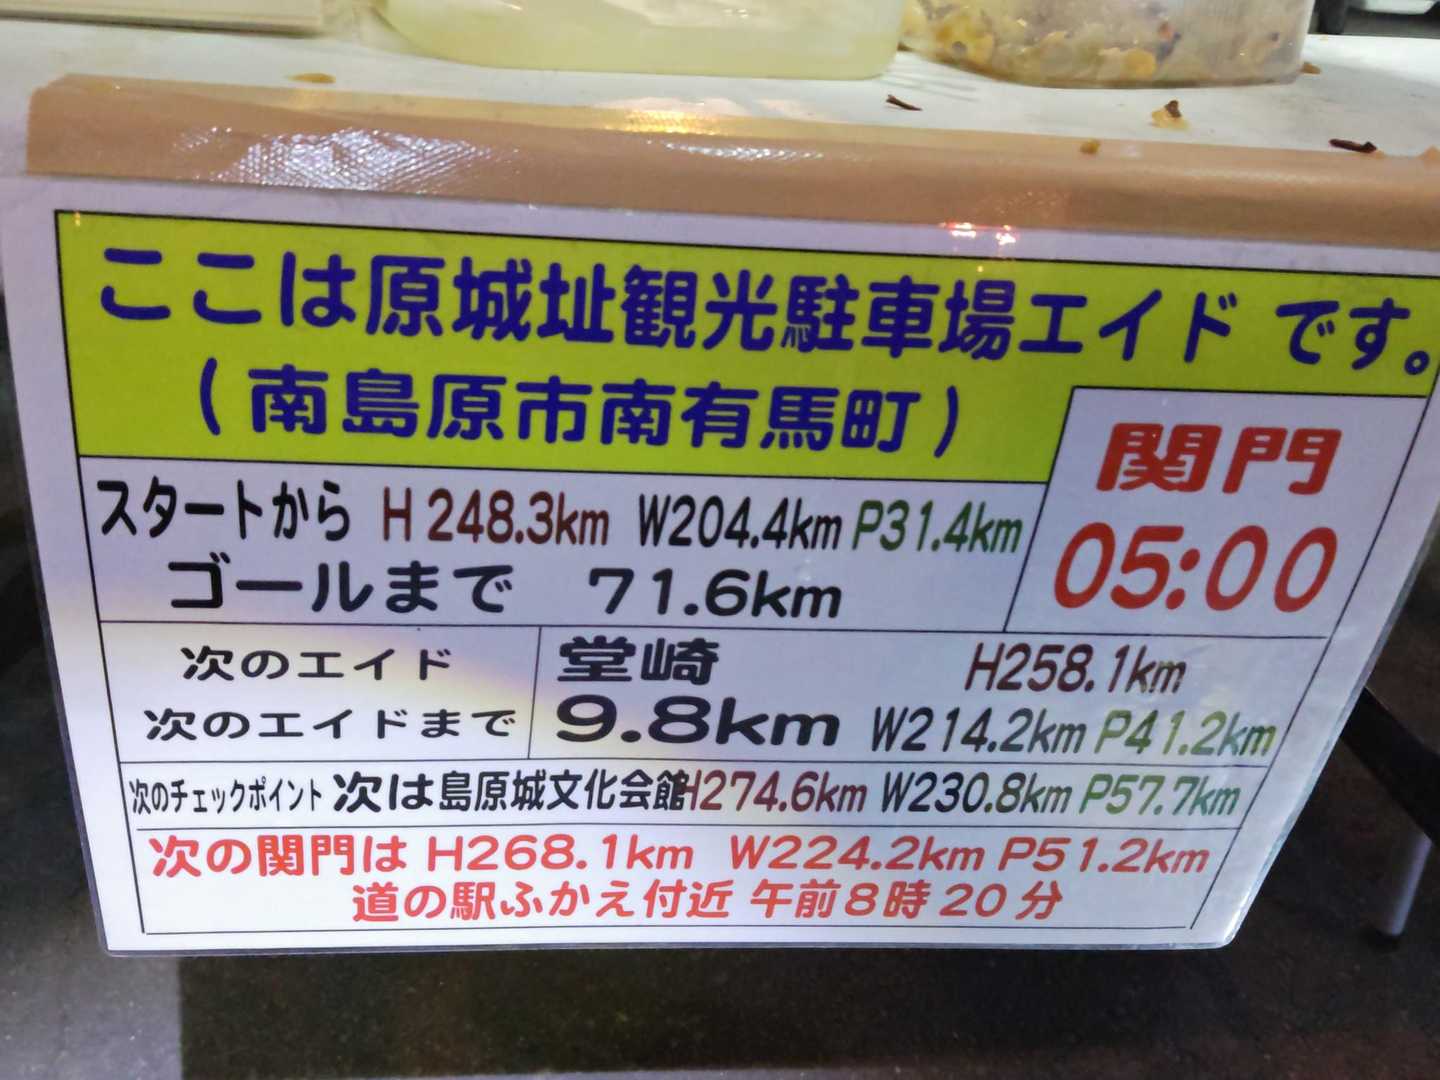 ここは原城址観光駐車場エイド です。
(南島原市南有馬町)
関門
05:00
スタートから H 248.3km W204.4km P31.4km
ゴールまで 71.6km
次のエイド 堂崎 H258.1km
次のエイドまで 9.8km W214.2km P41.2km
次のチェックポイント 次は島原城文化会館H274.6km W230.8km P57.7km
次の関門は H268.1km W224.2km P51.2km
道の駅ふかえ付近 午前8時20分